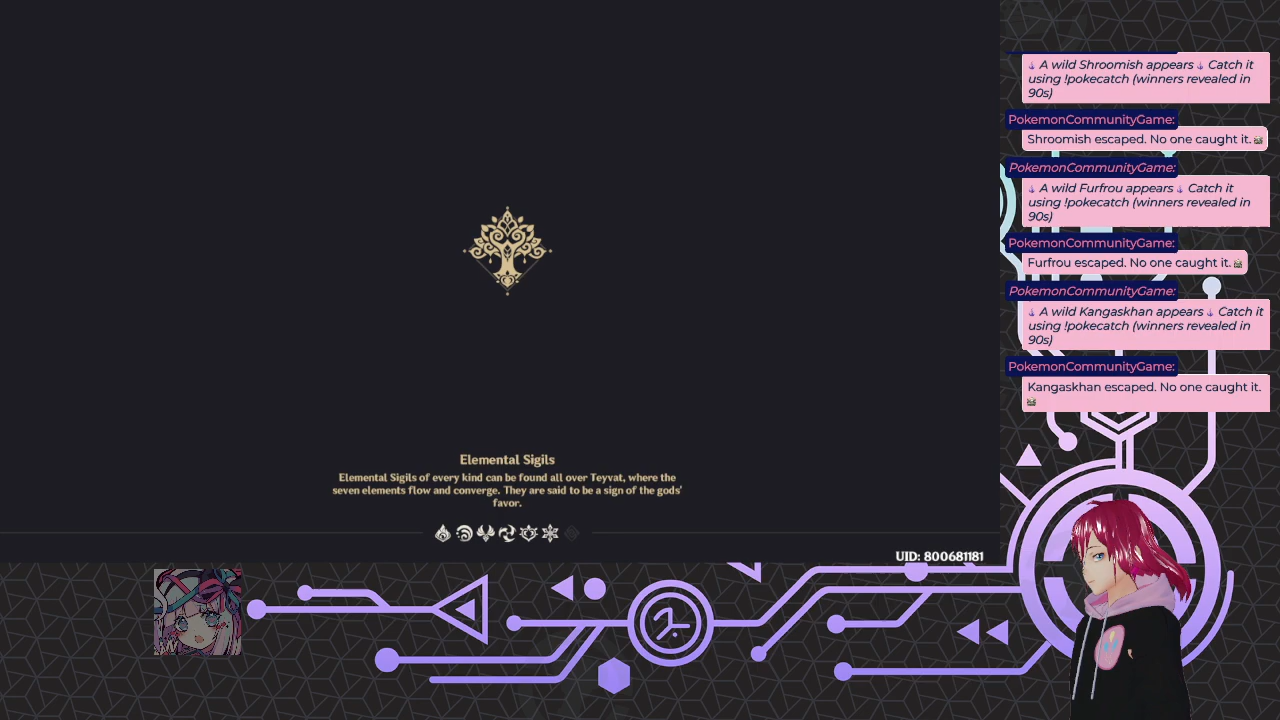 A wild Shroomish appears Catch it
using !pokecatch (winners revealed in
90s)
PokemonCommunityGame:
Shroomish escaped. No one caught it.
PokemonCommunityGame:
A wild Furfrou appears Catch it
using !pokecatch (winners revealed in
90s)
PokemonCommunityGame:
Furfrou escaped. No one caught it.
PokemonCommunityGame:
A wild Kangaskhan appears Catch it
using !pokecatch (winners revealed in
90s)
PokemonCommunityGame:
Kangaskhan escaped. No one caught it.
Elemental Sigils
Elemental Sigils of every kind can be found all over Teyvat, where the
seven elements flow and converge. They are said to be a sign of the gods'
favor.
UID: 800681181